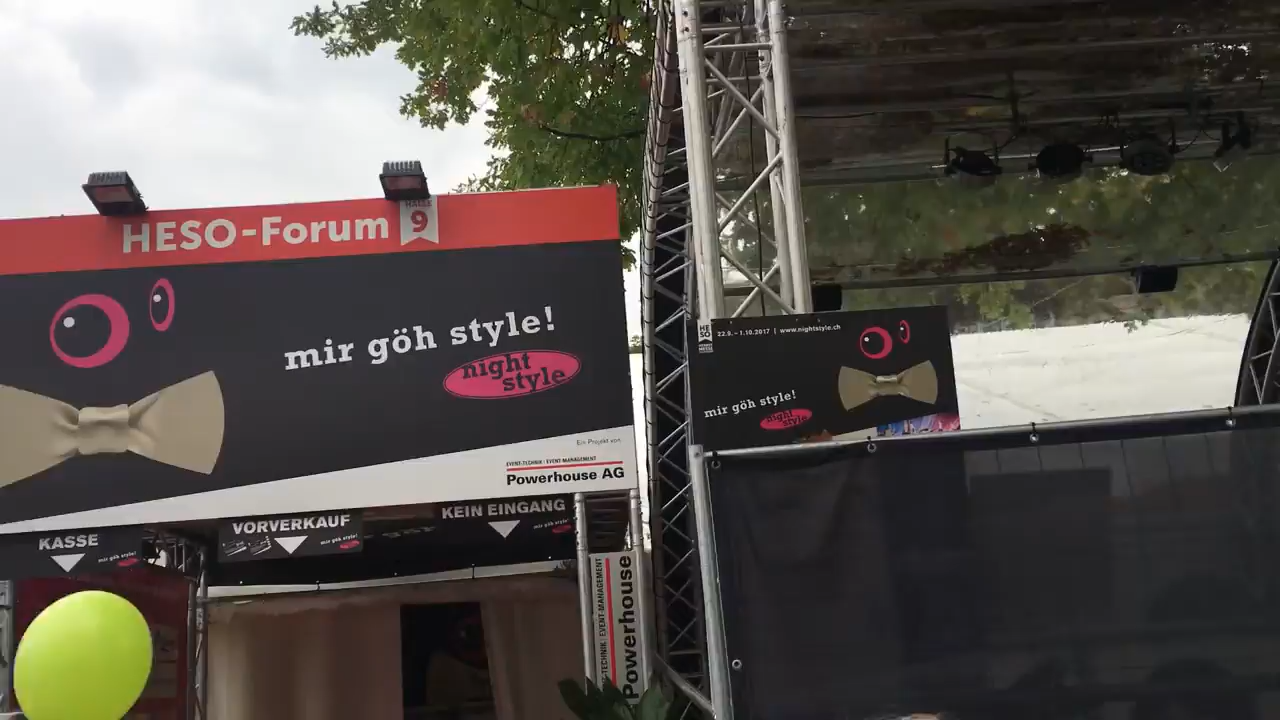 HESO-Forum
HALLE
9
mir göh style!
night
style
Ein Projekt von:
EVENT-TECHNIK | EVENT-MANAGEMENT
Powerhouse AG
KASSE
mir göh style!
VORVERKAUF
mir göh style!
KEIN EINGANG
mir göh style!
-TECHNIK | EVENT-MANAGEMENT
Powerhouse
HE
SO
22.9. – 1.10.2017 | www.nightstyle.ch
mir göh style!
night
style